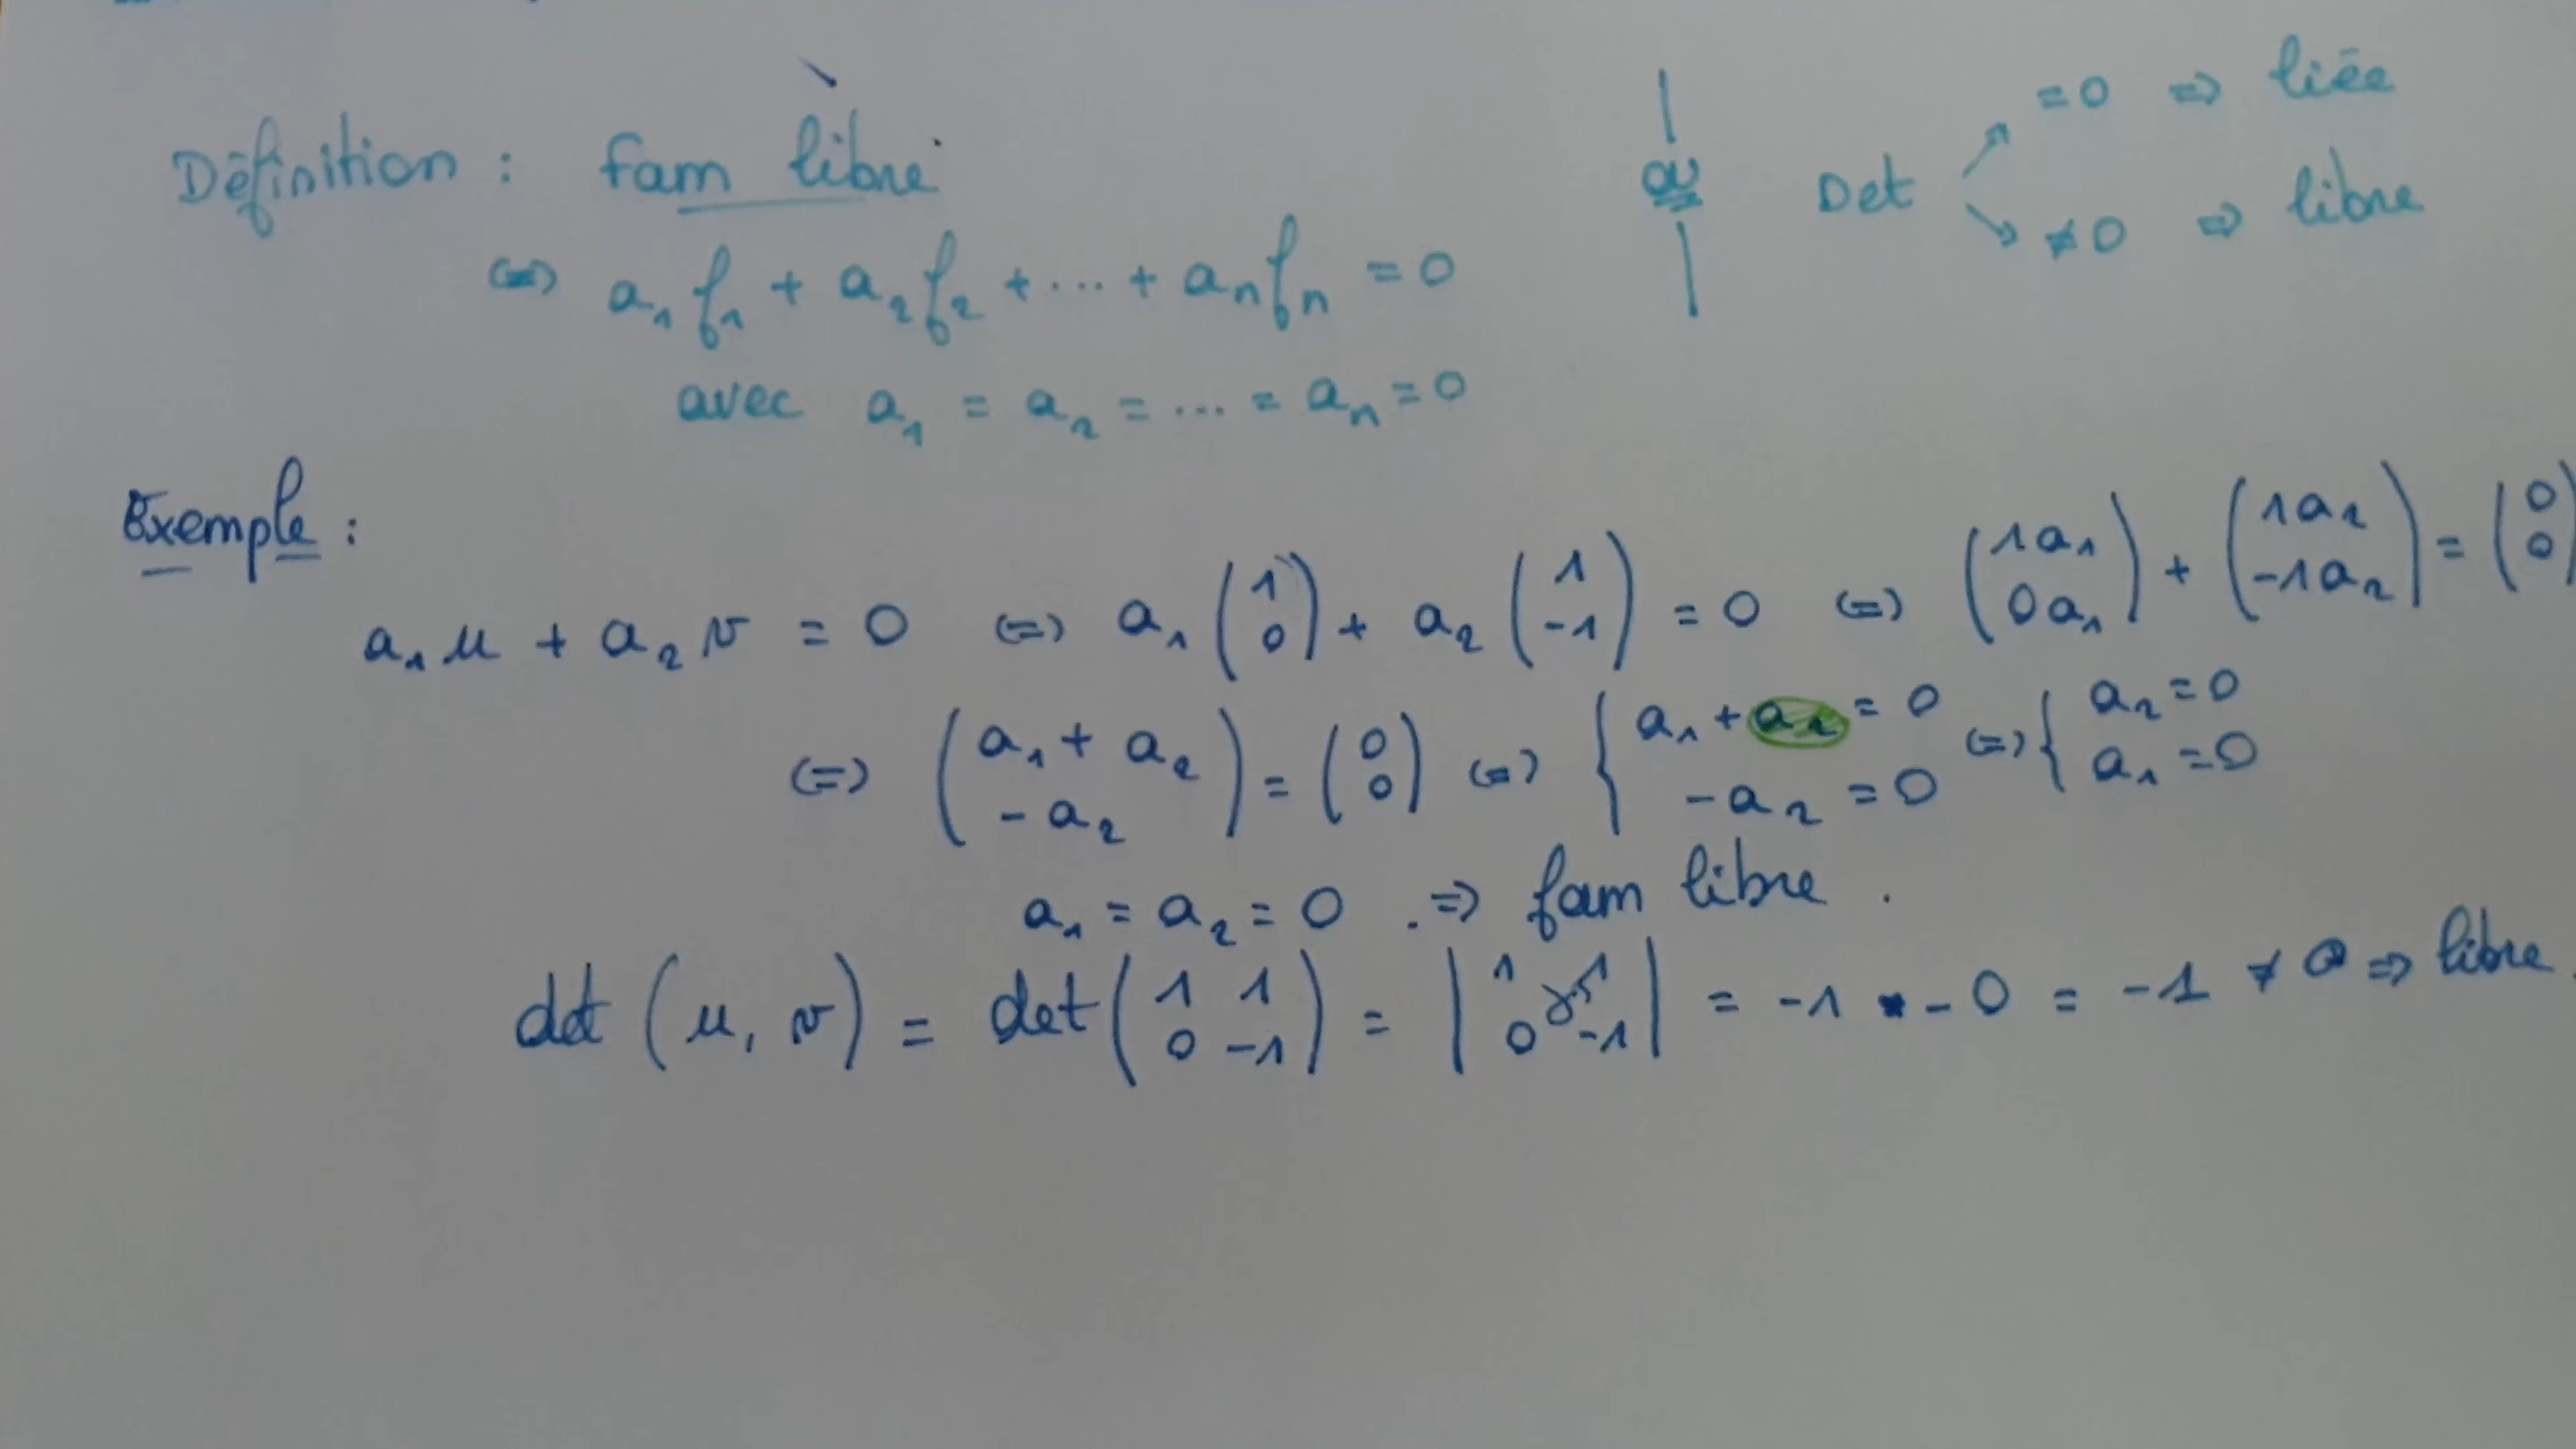 Définition : fam libre
ou Det = 0 => liée
≠ 0 => libre
<=> a₁f₁ + a₂f₂ + ... + aₙfₙ = 0
avec a₁ = a₂ = ... = aₙ = 0
Exemple :
a₁u + a₂v = 0 <=> a₁ (1 0) + a₂ (1 -1) = 0 <=> (1a₁ 0a₁) + (1a₂ -1a₂) = (0 0)
<=> (a₁ + a₂ -a₂) = (0 0) <=> { a₁ + a₂ = 0 -a₂ = 0 <=> { a₂ = 0 a₁ = 0
a₁ = a₂ = 0 . => fam libre .
det (u, v) = det (1 1 0 -1) = | 1 1 0 -1 | = -1 - 0 = -1 ≠ 0 => libre.